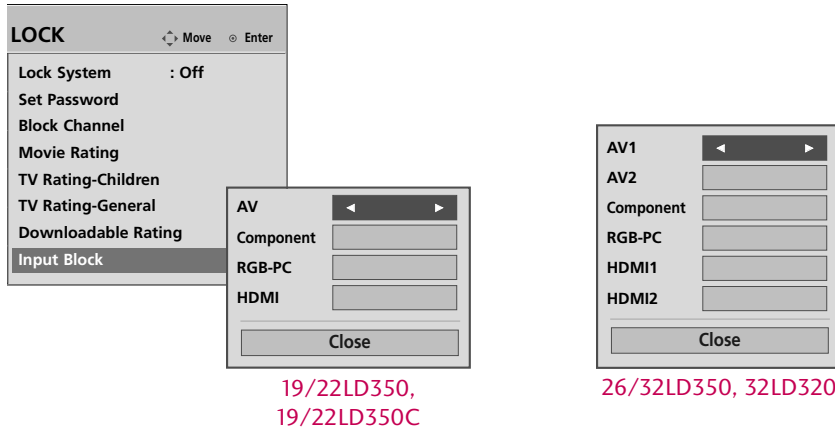 LOCK Move Enter
Lock System : Off
Set Password
Block Channel
Movie Rating
TV Rating-Children
TV Rating-General
Downloadable Rating
Input Block
AV
Component
RGB-PC
HDMI
Close
19/22LD350,
19/22LD350C
AV1
AV2
Component
RGB-PC
HDMI1
HDMI2
Close
26/32LD350, 32LD320